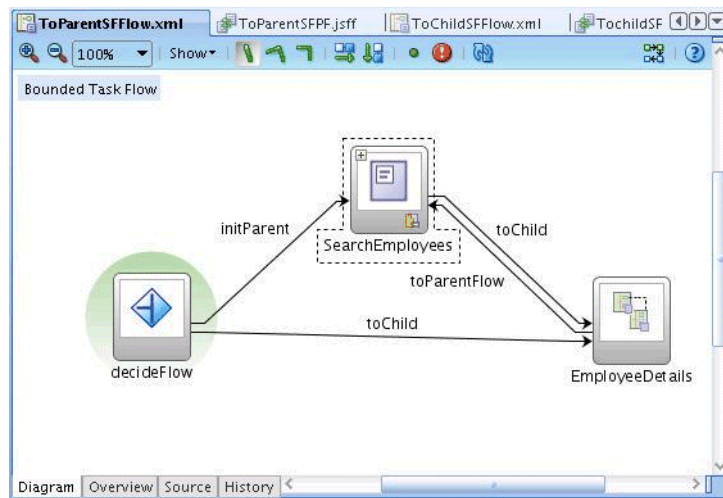 ToParentSFFlow.xml ToParentSFPF.jsff ToChildSFFlow.xml TochildSF
100% Show
Bounded Task Flow
initParent
toChild
SearchEmployees
toParentFlow
toChild
decideFlow
EmployeeDetails
Diagram Overview Source History